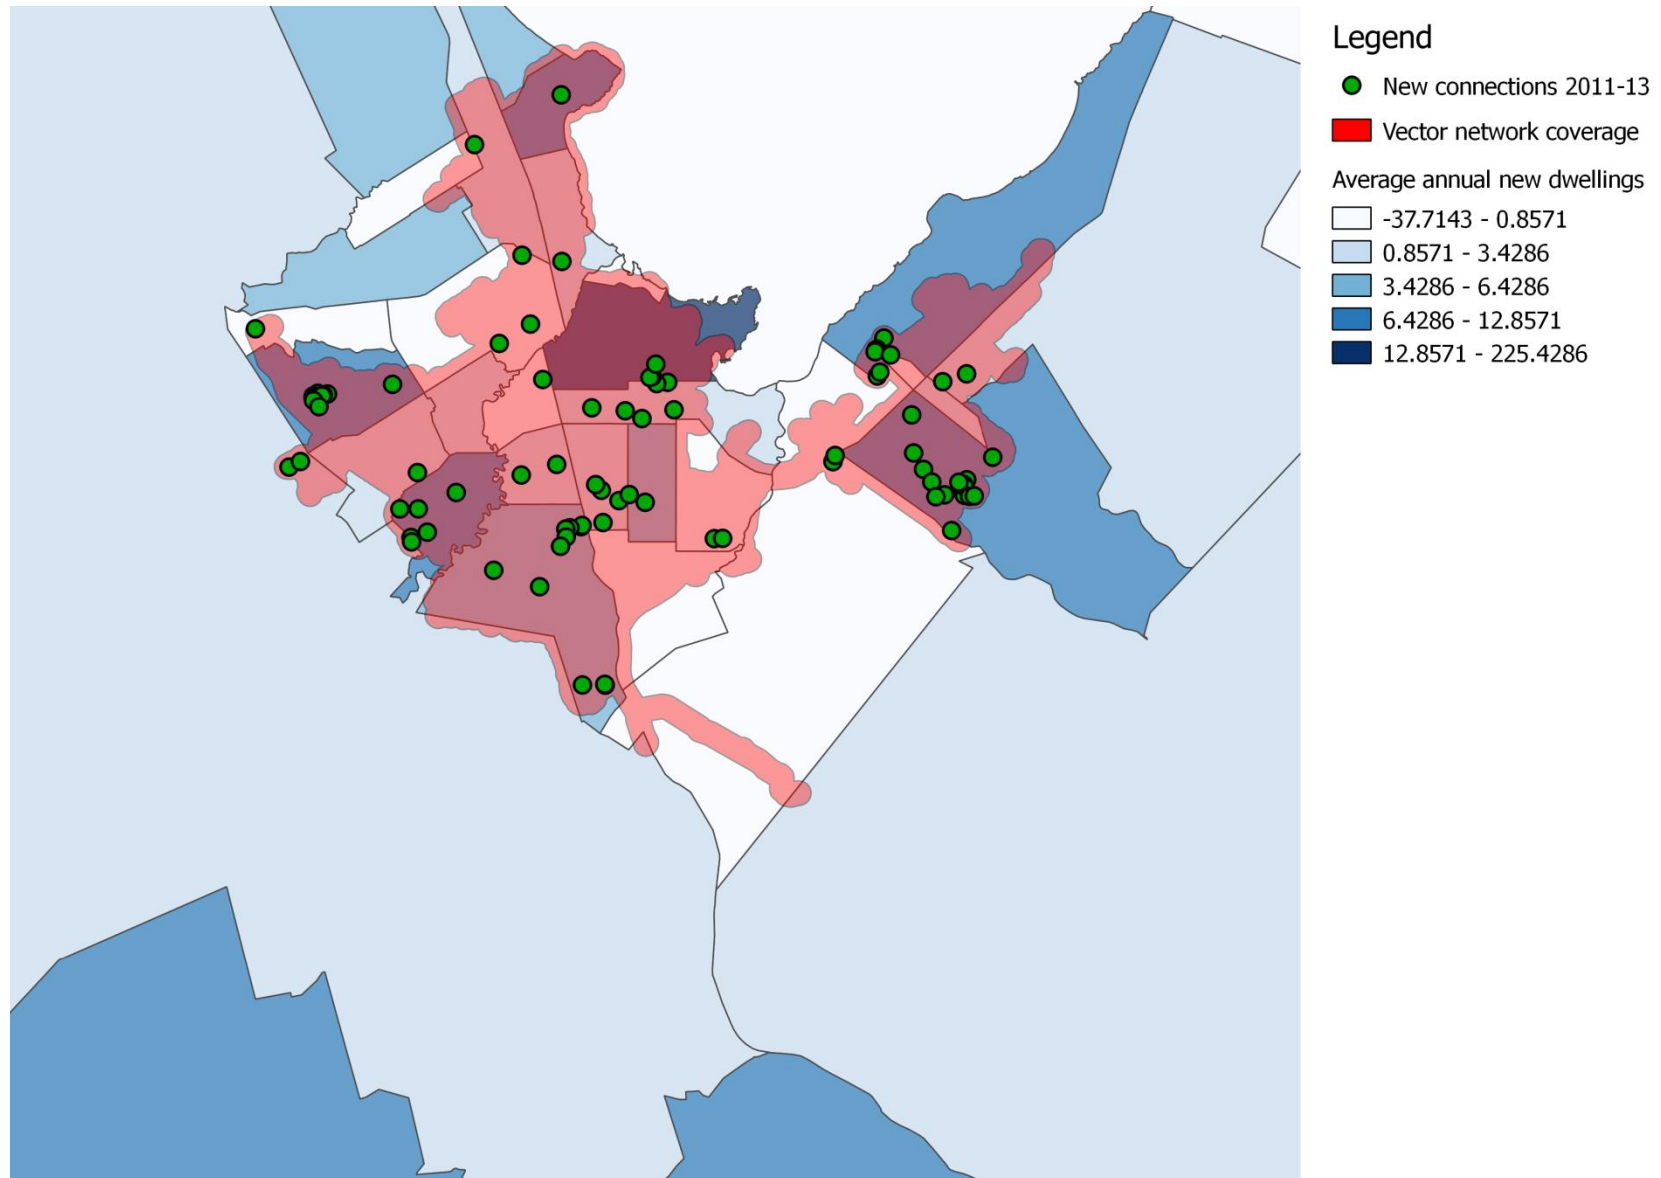 Legend
New connections 2011-13
Vector network coverage
Average annual new dwellings
-37.7143 - 0.8571
0.8571 - 3.4286
3.4286 - 6.4286
6.4286 - 12.8571
12.8571 - 225.4286